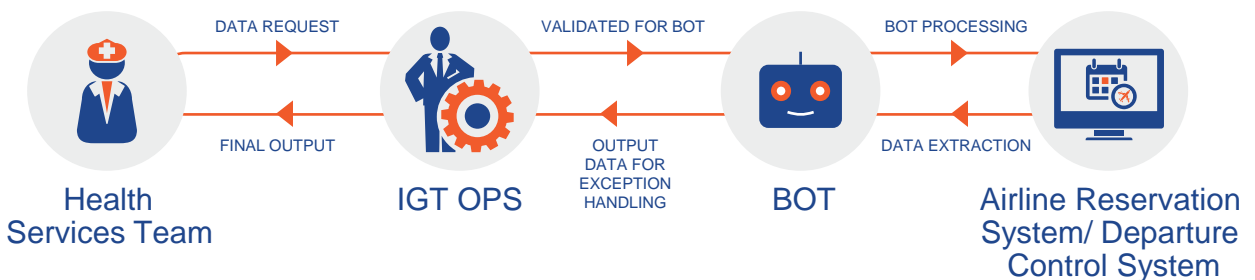 DATA REQUEST
VALIDATED FOR BOT
BOT PROCESSING
FINAL OUTPUT
OUTPUT
DATA FOR
EXCEPTION
HANDLING
DATA EXTRACTION
Health
Services Team
IGT OPS
BOT
Airline Reservation
System/ Departure
Control System